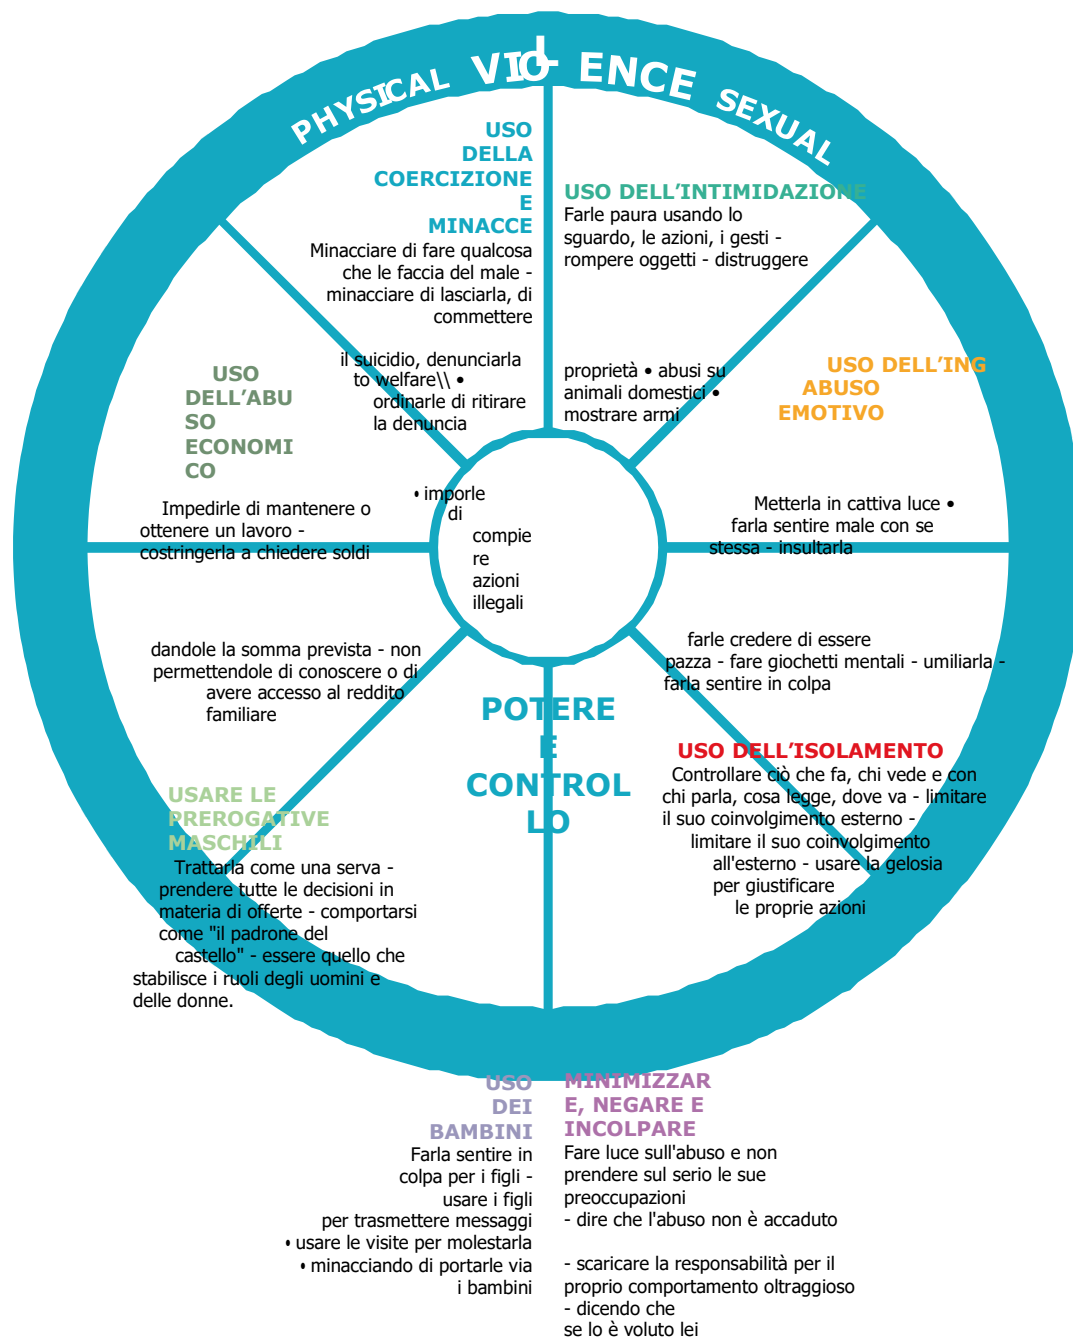 PHYSICAL VIOL- ENCE SEXUAL
USO
DELLA
COERCIZIONE
E
MINACCE
Minacciare di fare qualcosa
che le faccia del male -
minacciare di lasciarla, di
commettere
il suicidio, denunciarla
to welfare\\ •
ordinarle di ritirare
la denuncia
• imporle
di
compie
re
azioni
illegali
USO DELL’INTIMIDAZIONE
Farle paura usando lo
sguardo, le azioni, i gesti -
rompere oggetti - distruggere
proprietà • abusi su
animali domestici •
mostrare armi
USO DELL’ING
ABUSO
EMOTIVO
Metterla in cattiva luce •
farla sentire male con se
stessa - insultarla
farle credere di essere
pazza - fare giochetti mentali - umiliarla -
farla sentire in colpa
USO DELL’ISOLAMENTO
Controllare ciò che fa, chi vede e con
chi parla, cosa legge, dove va - limitare
il suo coinvolgimento esterno -
limitare il suo coinvolgimento
all'esterno - usare la gelosia
per giustificare
le proprie azioni
USO
DELL’ABU
SO
ECONOMI
CO
Impedirle di mantenere o
ottenere un lavoro -
costringerla a chiedere soldi
dandole la somma prevista - non
permettendole di conoscere o di
avere accesso al reddito
familiare
POTERE
E
CONTROL
LO
USARE LE
PREROGATIVE
MASCHILI
Trattarla come una serva -
prendere tutte le decisioni in
materia di offerte - comportarsi
come "il padrone del
castello" - essere quello che
stabilisce i ruoli degli uomini e
delle donne.
USO
DEI
BAMBINI
Farla sentire in
colpa per i figli -
usare i figli
per trasmettere messaggi
• usare le visite per molestarla
• minacciando di portarle via
i bambini
MINIMIZZAR
E, NEGARE E
INCOLPARE
Fare luce sull'abuso e non
prendere sul serio le sue
preoccupazioni
- dire che l'abuso non è accaduto
- scaricare la responsabilità per il
proprio comportamento oltraggioso
- dicendo che
se lo è voluto lei